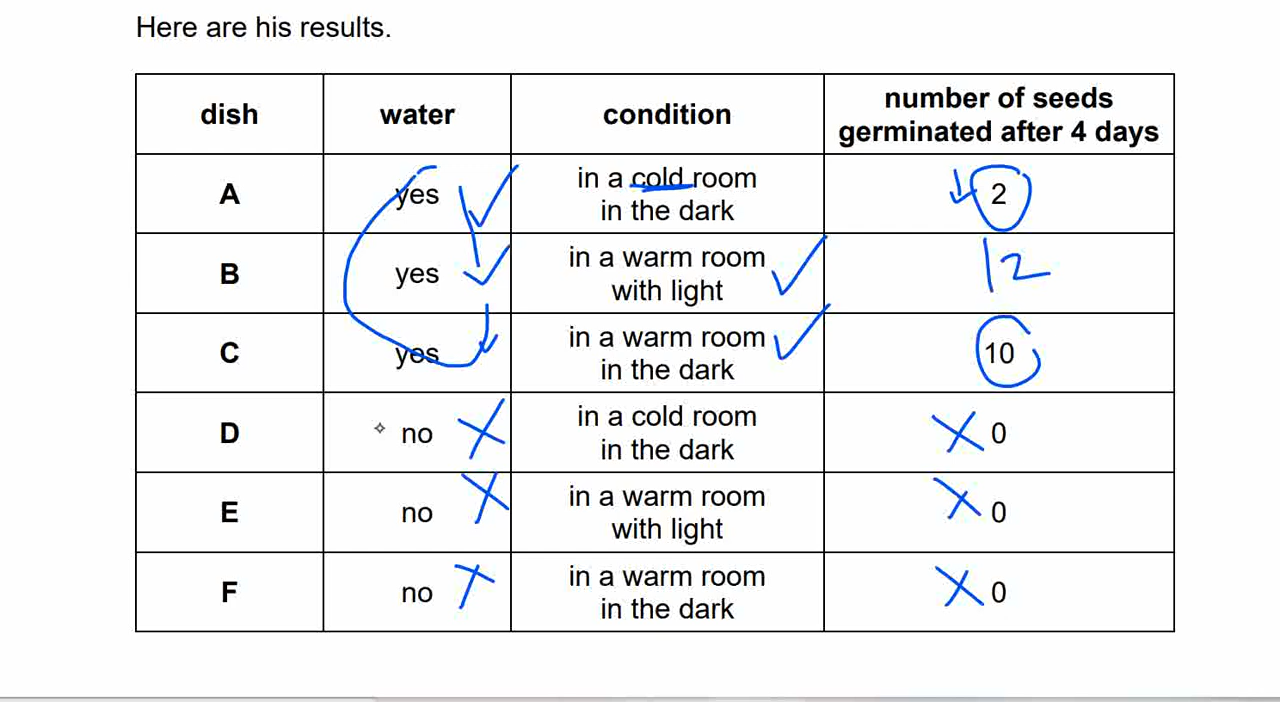 Here are his results.
dish water condition number of seeds germinated after 4 days
A yes in a cold room in the dark 2
B yes in a warm room with light 12
C yes in a warm room in the dark 10
D no in a cold room in the dark 0
E no in a warm room with light 0
F no in a warm room in the dark 0